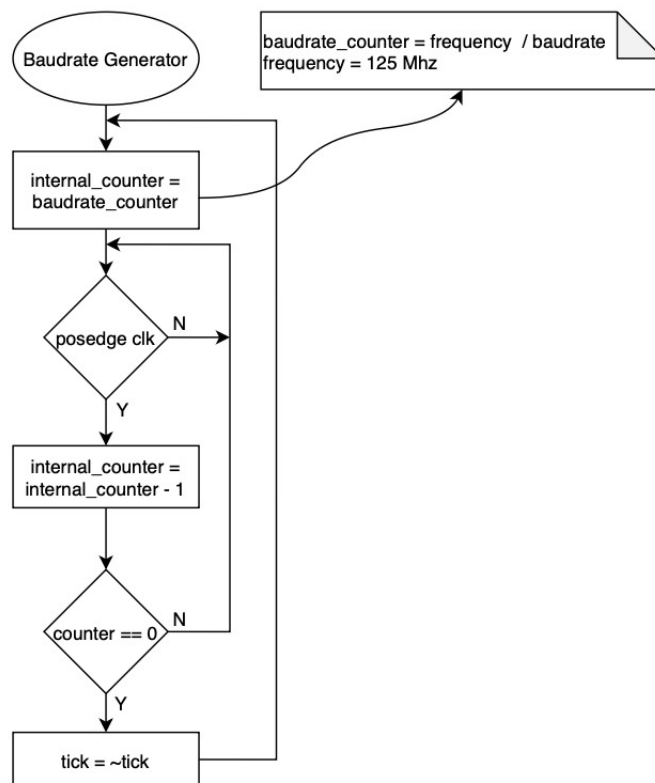 Baudrate Generator
baudrate_counter = frequency  / baudrate
frequency = 125 Mhz
internal_counter =
baudrate_counter
posedge clk
N
Y
internal_counter =
internal_counter - 1
counter == 0
N
Y
tick = ~tick